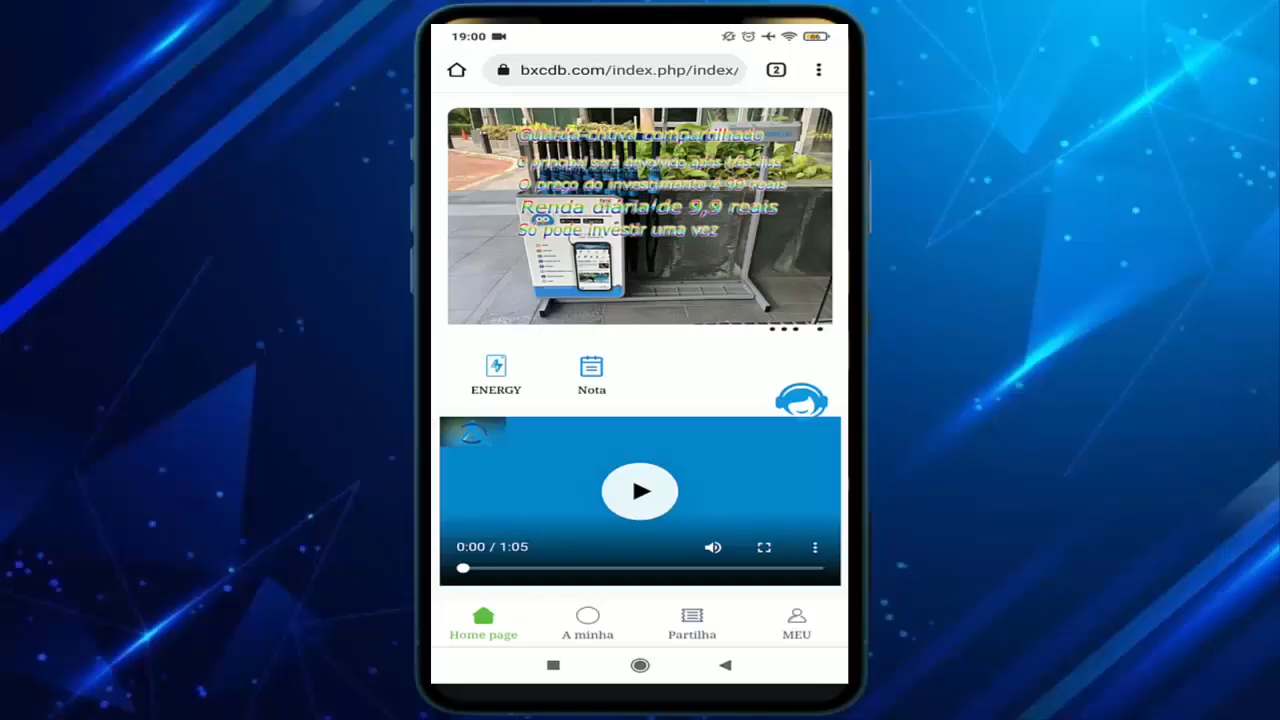 19:00
66
bxcdb.com/index.php/index/
2
Guarda-chuva compartilhado
O principal será devolvido após três dias
O preço do investimento é 99 reais
Renda diária de 9,9 reais
Só pode investir uma vez
ENERGY
Nota
0:00 / 1:05
Home page
A minha
Partilha
MEU